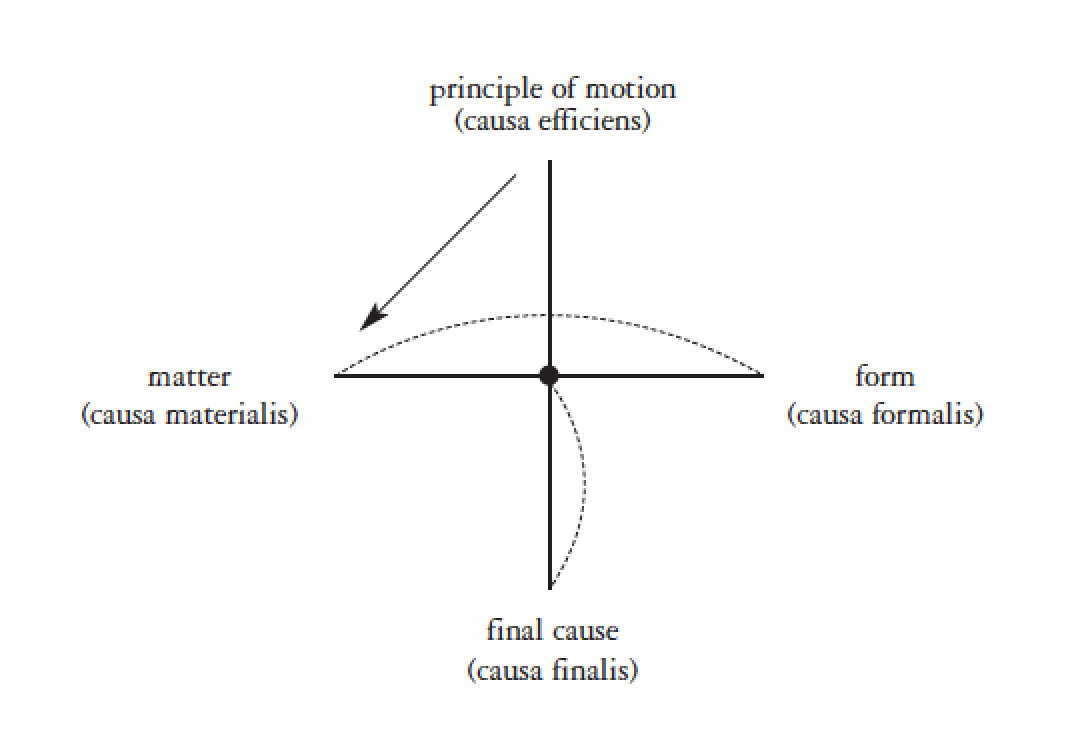 principle of motion
(causa efficiens)
matter
(causa materialis)
form
(causa formalis)
final cause
(causa finalis)